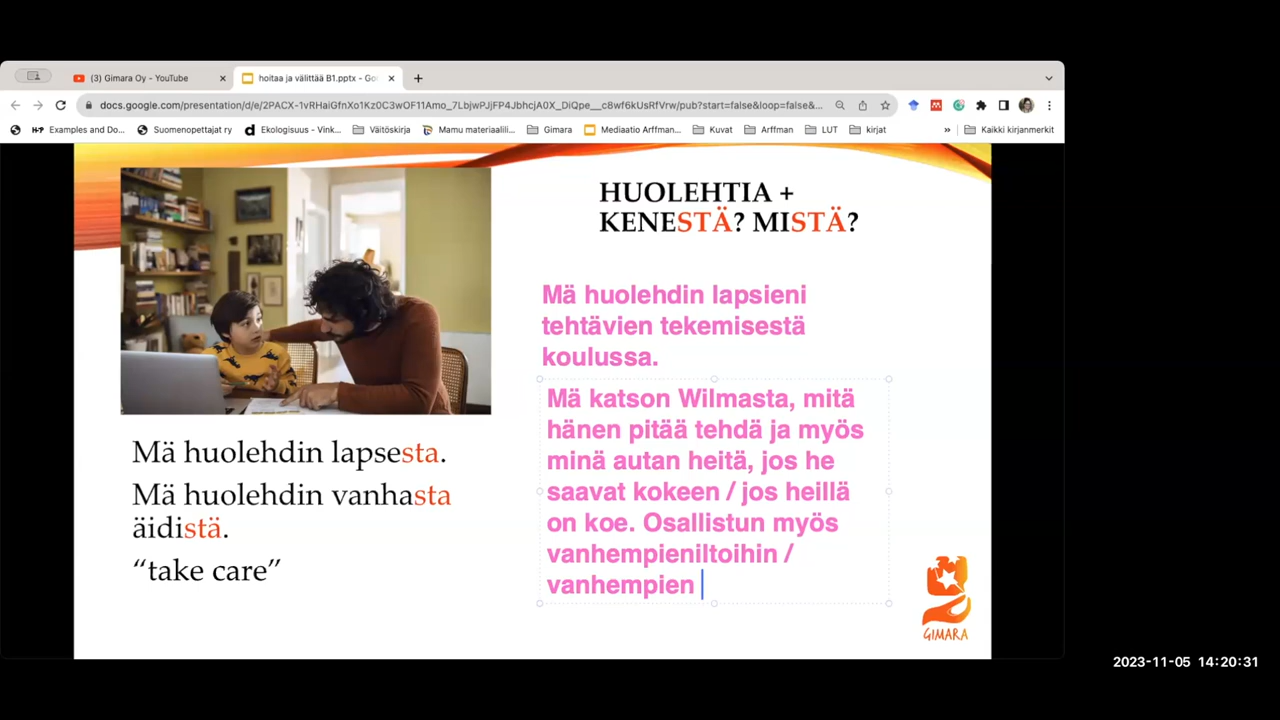 (3) Gimara Oy - YouTube
hoitaa ja välittää B1.pptx - Goo
docs.google.com/presentation/d/e/2PACX-1vRHaiGfnXo1Kz0C3wOF11Amo_7LbjwPJjFP4JbhcjA0X_DiQpe__c8wf6kUsRfVrw/pub?start=false&loop=false&...
Examples and Do...
Suomenopettajat ry
Ekologisuus - Vink...
Väitöskirja
Mamu materiaalili...
Gimara
Mediaatio Arffman...
Kuvat
Arffman
LUT
kirjat
»
Kaikki kirjanmerkit
HUOLEHTIA +
KENESTÄ? MISTÄ?
Mä huolehdin lapsieni
tehtävien tekemisestä
koulussa.
Mä katson Wilmasta, mitä
hänen pitää tehdä ja myös
minä autan heitä, jos he
saavat kokeen / jos heillä
on koe. Osallistun myös
vanhempieniltoihin /
vanhempien
Mä huolehdin lapsesta.
Mä huolehdin vanhasta
äidistä.
“take care”
GIMARA
2023-11-05 14:20:31